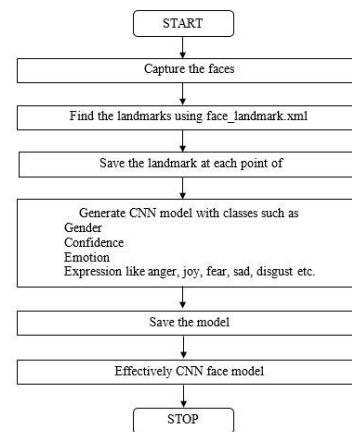 START
Capture the faces
Find the landmarks using face_landmark.xml
Save the landmark at each point of
Generate CNN model with classes such as
Gender
Confidence
Emotion
Expression like anger, joy, fear, sad, disgust etc.
Save the model
Effectively CNN face model
STOP